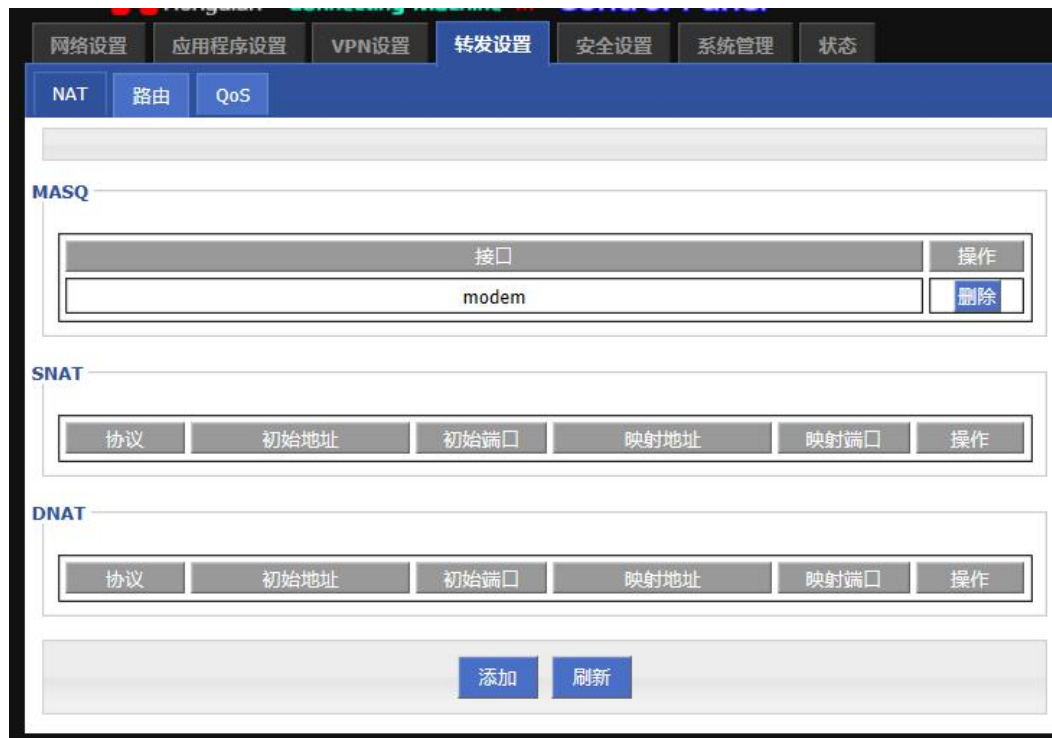 网络设置 应用程序设置 VPN设置 转发设置 安全设置 系统管理 状态
NAT 路由 QoS
MASQ
接口 操作
modem 删除
SNAT
协议 初始地址 初始端口 映射地址 映射端口 操作
DNAT
协议 初始地址 初始端口 映射地址 映射端口 操作
添加 刷新